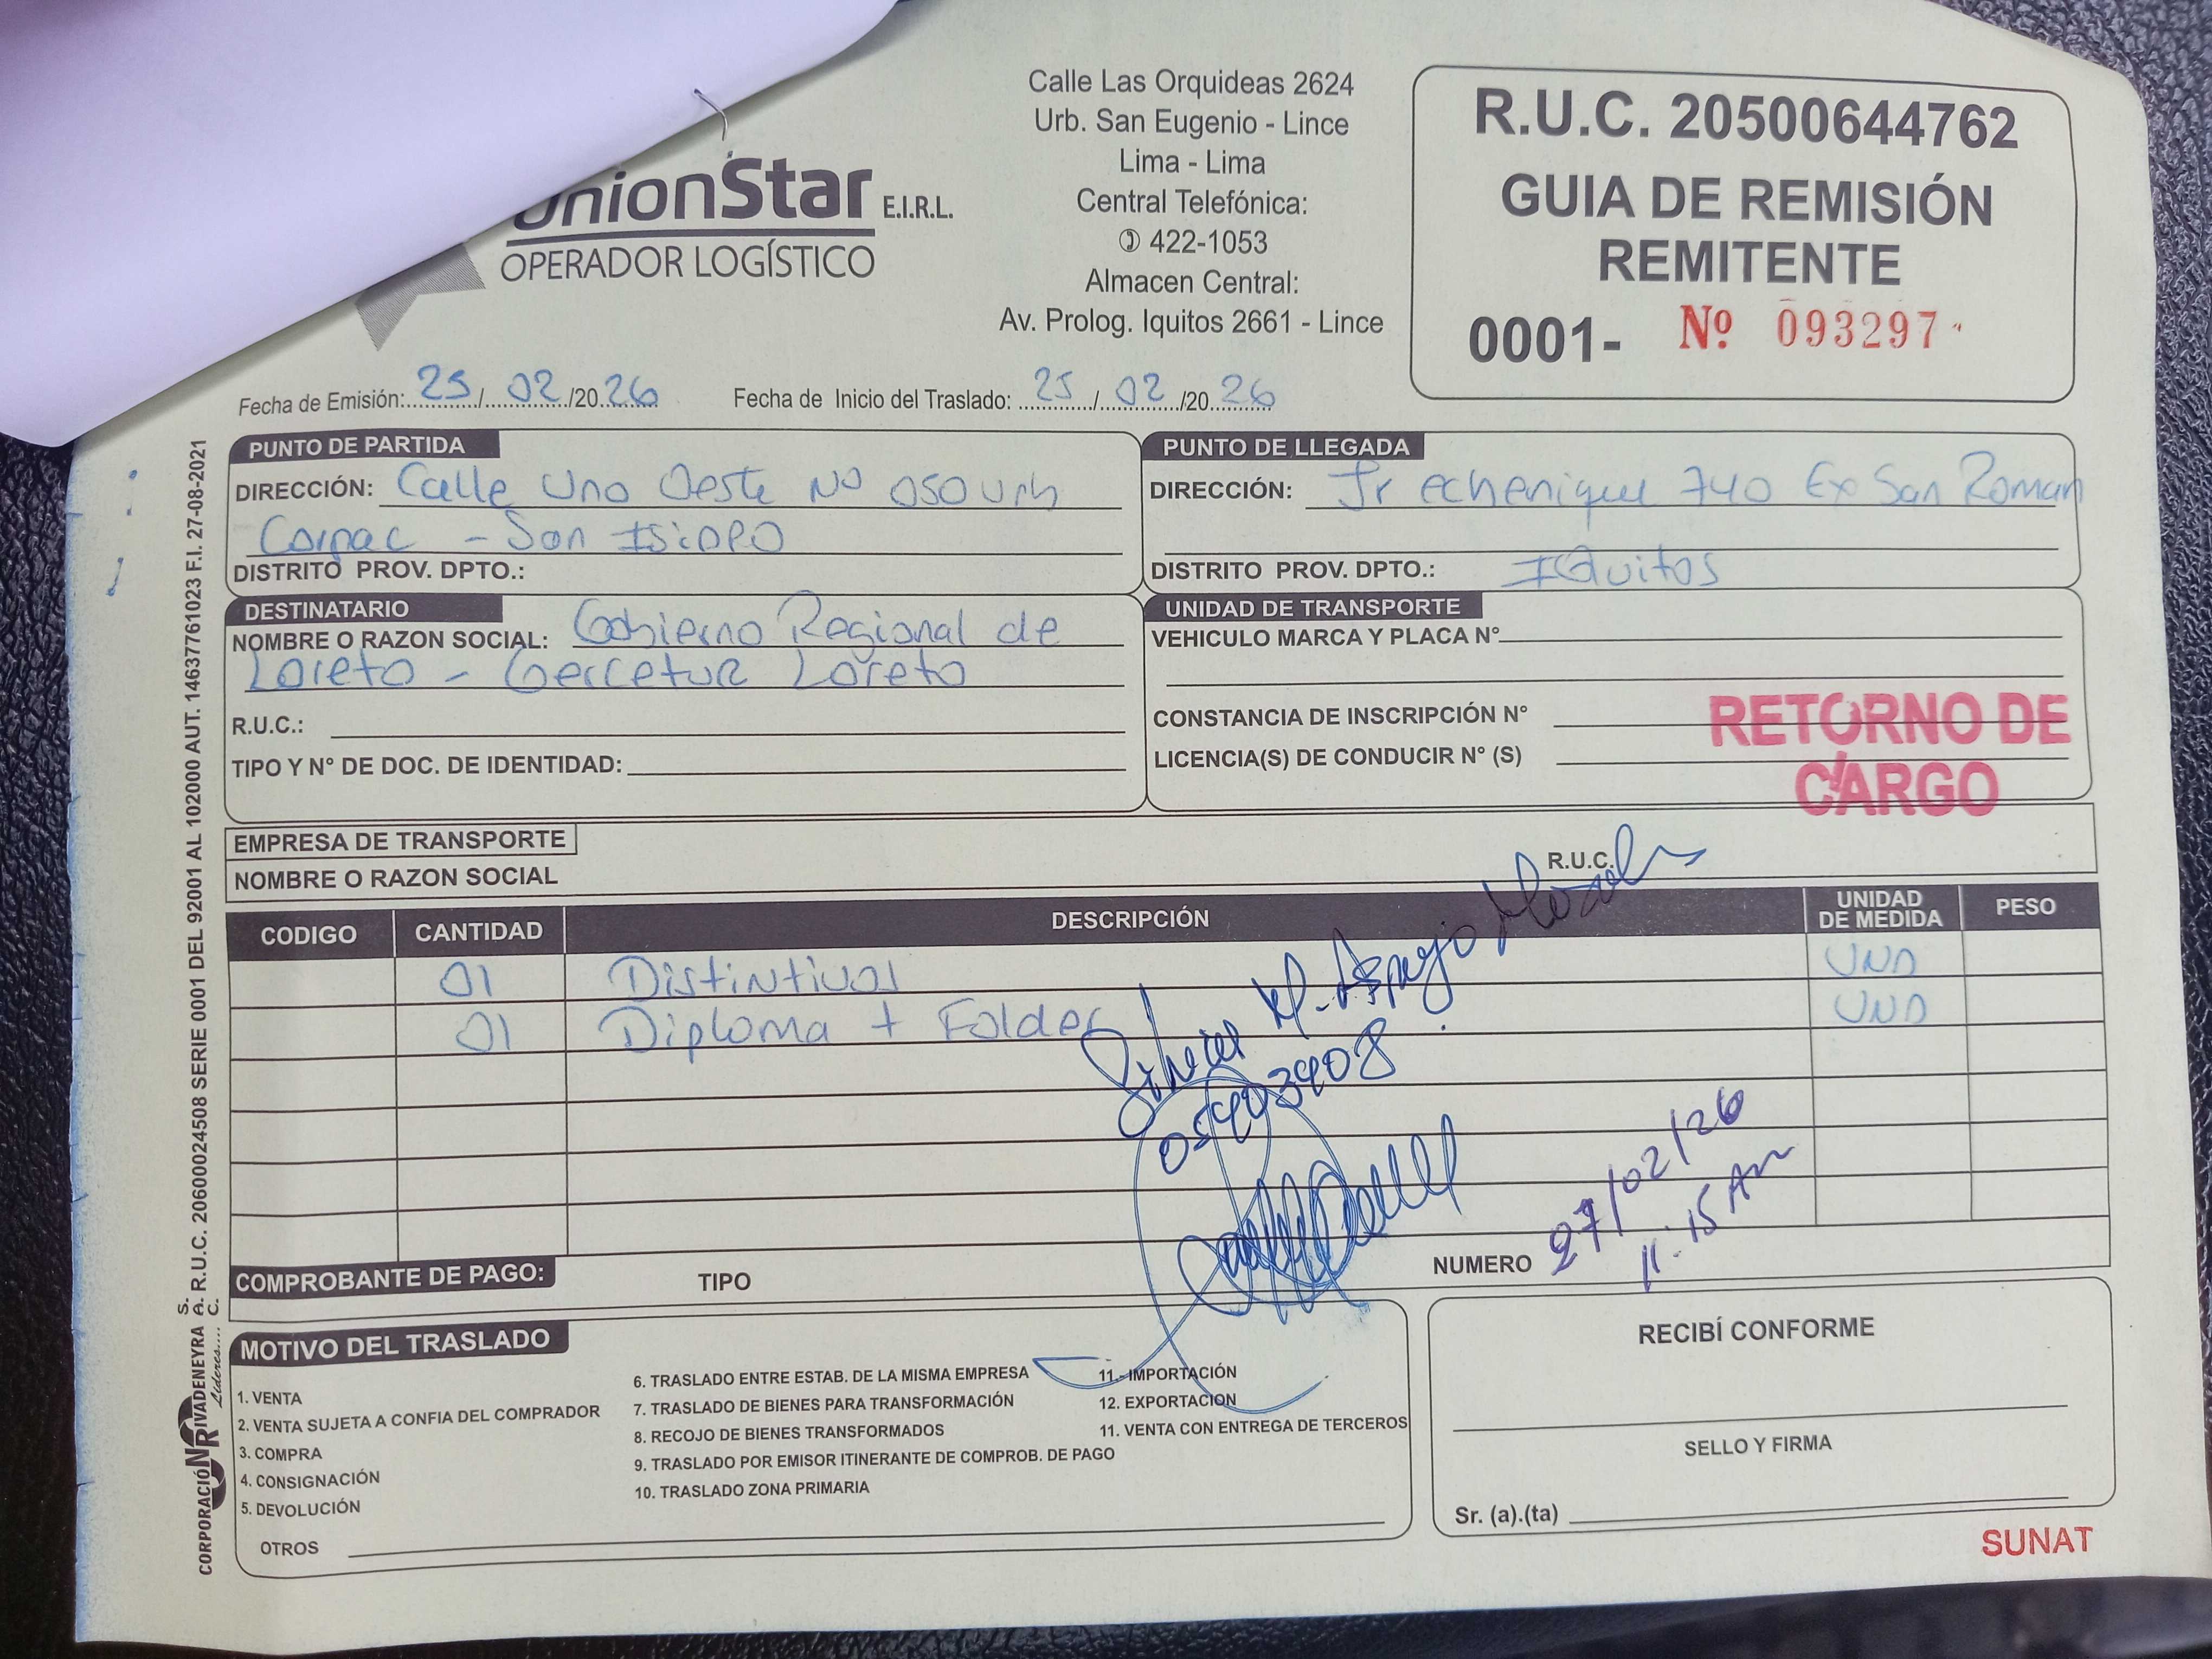 Calle Las Orquideas 2624
Urb. San Eugenio - Lince
Lima - Lima
Central Telefónica:
✆ 422-1053
Almacen Central:
Av. Prolog. Iquitos 2661 - Lince
UnionStar E.I.R.L.
OPERADOR LOGÍSTICO
R.U.C. 20500644762
GUIA DE REMISIÓN
REMITENTE
0001- Nº 093297
Fecha de Emisión: 25/02/2026 Fecha de Inicio del Traslado: 25/02/2026
PUNTO DE PARTIDA
DIRECCIÓN: Calle Uno Oeste Nº 050 Urb
Corpac - San ISIDRO
DISTRITO PROV. DPTO.:
PUNTO DE LLEGADA
DIRECCIÓN: Jr echenique 740 Ex San Roman
DISTRITO PROV. DPTO.: IQuitos
DESTINATARIO
NOMBRE O RAZON SOCIAL: Gobierno Regional de
Loreto - Gercetur Loreto
R.U.C.:
TIPO Y N° DE DOC. DE IDENTIDAD:
UNIDAD DE TRANSPORTE
VEHICULO MARCA Y PLACA N°
CONSTANCIA DE INSCRIPCIÓN N°
LICENCIA(S) DE CONDUCIR N° (S)
RETORNO DE
CARGO
EMPRESA DE TRANSPORTE
NOMBRE O RAZON SOCIAL
R.U.C.
CODIGO CANTIDAD DESCRIPCIÓN UNIDAD DE MEDIDA PESO
01 Distintivos UND
01 Diploma + Folder UND
05903908
27/02/26
11.15 AM
COMPROBANTE DE PAGO: TIPO NUMERO
MOTIVO DEL TRASLADO
1. VENTA
2. VENTA SUJETA A CONFIA DEL COMPRADOR
3. COMPRA
4. CONSIGNACIÓN
5. DEVOLUCIÓN
6. TRASLADO ENTRE ESTAB. DE LA MISMA EMPRESA
7. TRASLADO DE BIENES PARA TRANSFORMACIÓN
8. RECOJO DE BIENES TRANSFORMADOS
9. TRASLADO POR EMISOR ITINERANTE DE COMPROB. DE PAGO
10. TRASLADO ZONA PRIMARIA
11.- IMPORTACIÓN
12. EXPORTACION
11. VENTA CON ENTREGA DE TERCEROS
OTROS
RECIBÍ CONFORME
SELLO Y FIRMA
Sr. (a).(ta)
SUNAT
CORPORACIÓN RIVADENEYRA S.A.C. Líderes.... R.U.C. 20600024508 SERIE 0001 DEL 92001 AL 102000 AUT. 14637761023 F.I. 27-08-2021